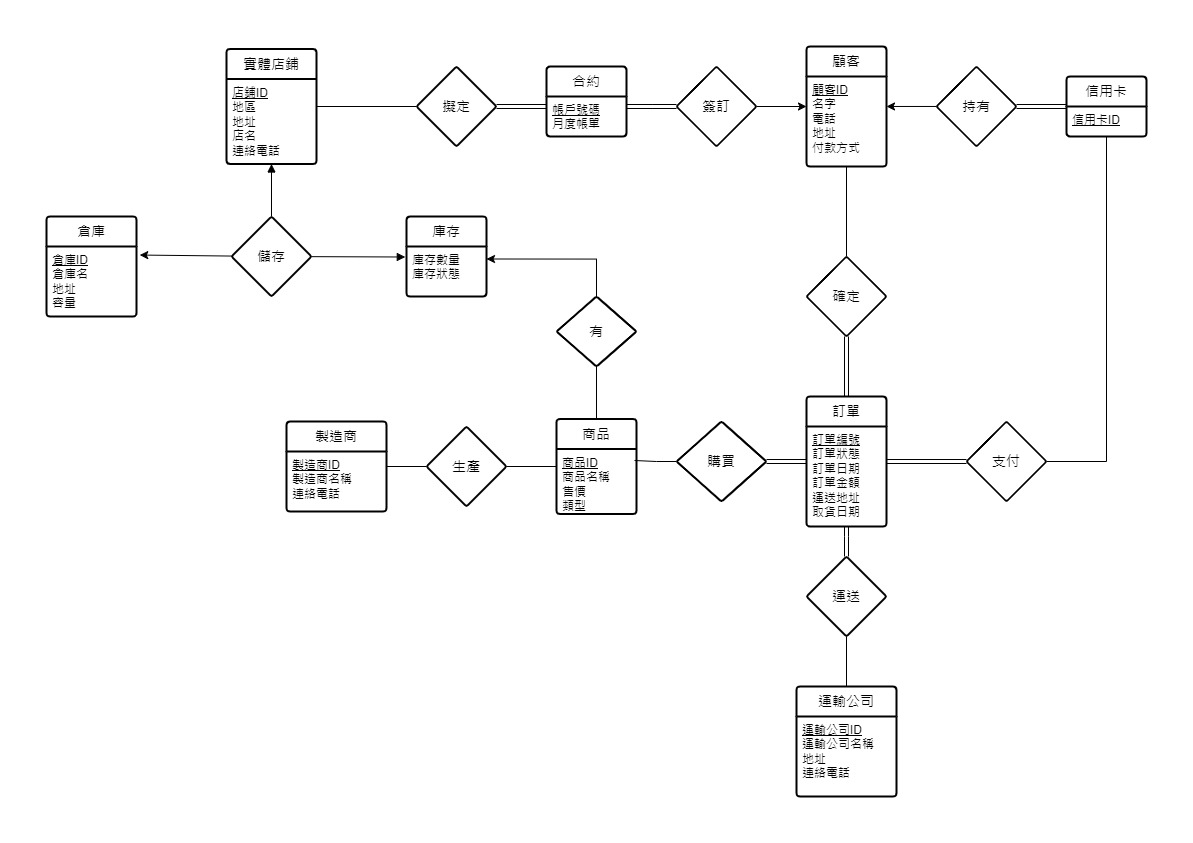 實體店鋪
店鋪ID
地區
地址
店名
連絡電話
擬定
合約
帳戶號碼
月度帳單
簽訂
顧客
顧客ID
名字
電話
地址
付款方式
持有
信用卡
信用卡ID
倉庫
倉庫ID
倉庫名
地址
容量
儲存
庫存
庫存數量
庫存狀態
有
確定
製造商
製造商ID
製造商名稱
連絡電話
生產
商品
商品ID
商品名稱
售價
類型
購買
訂單
訂單編號
訂單狀態
訂單日期
訂單金額
運送地址
取貨日期
支付
運送
運輸公司
運輸公司ID
運輸公司名稱
地址
連絡電話